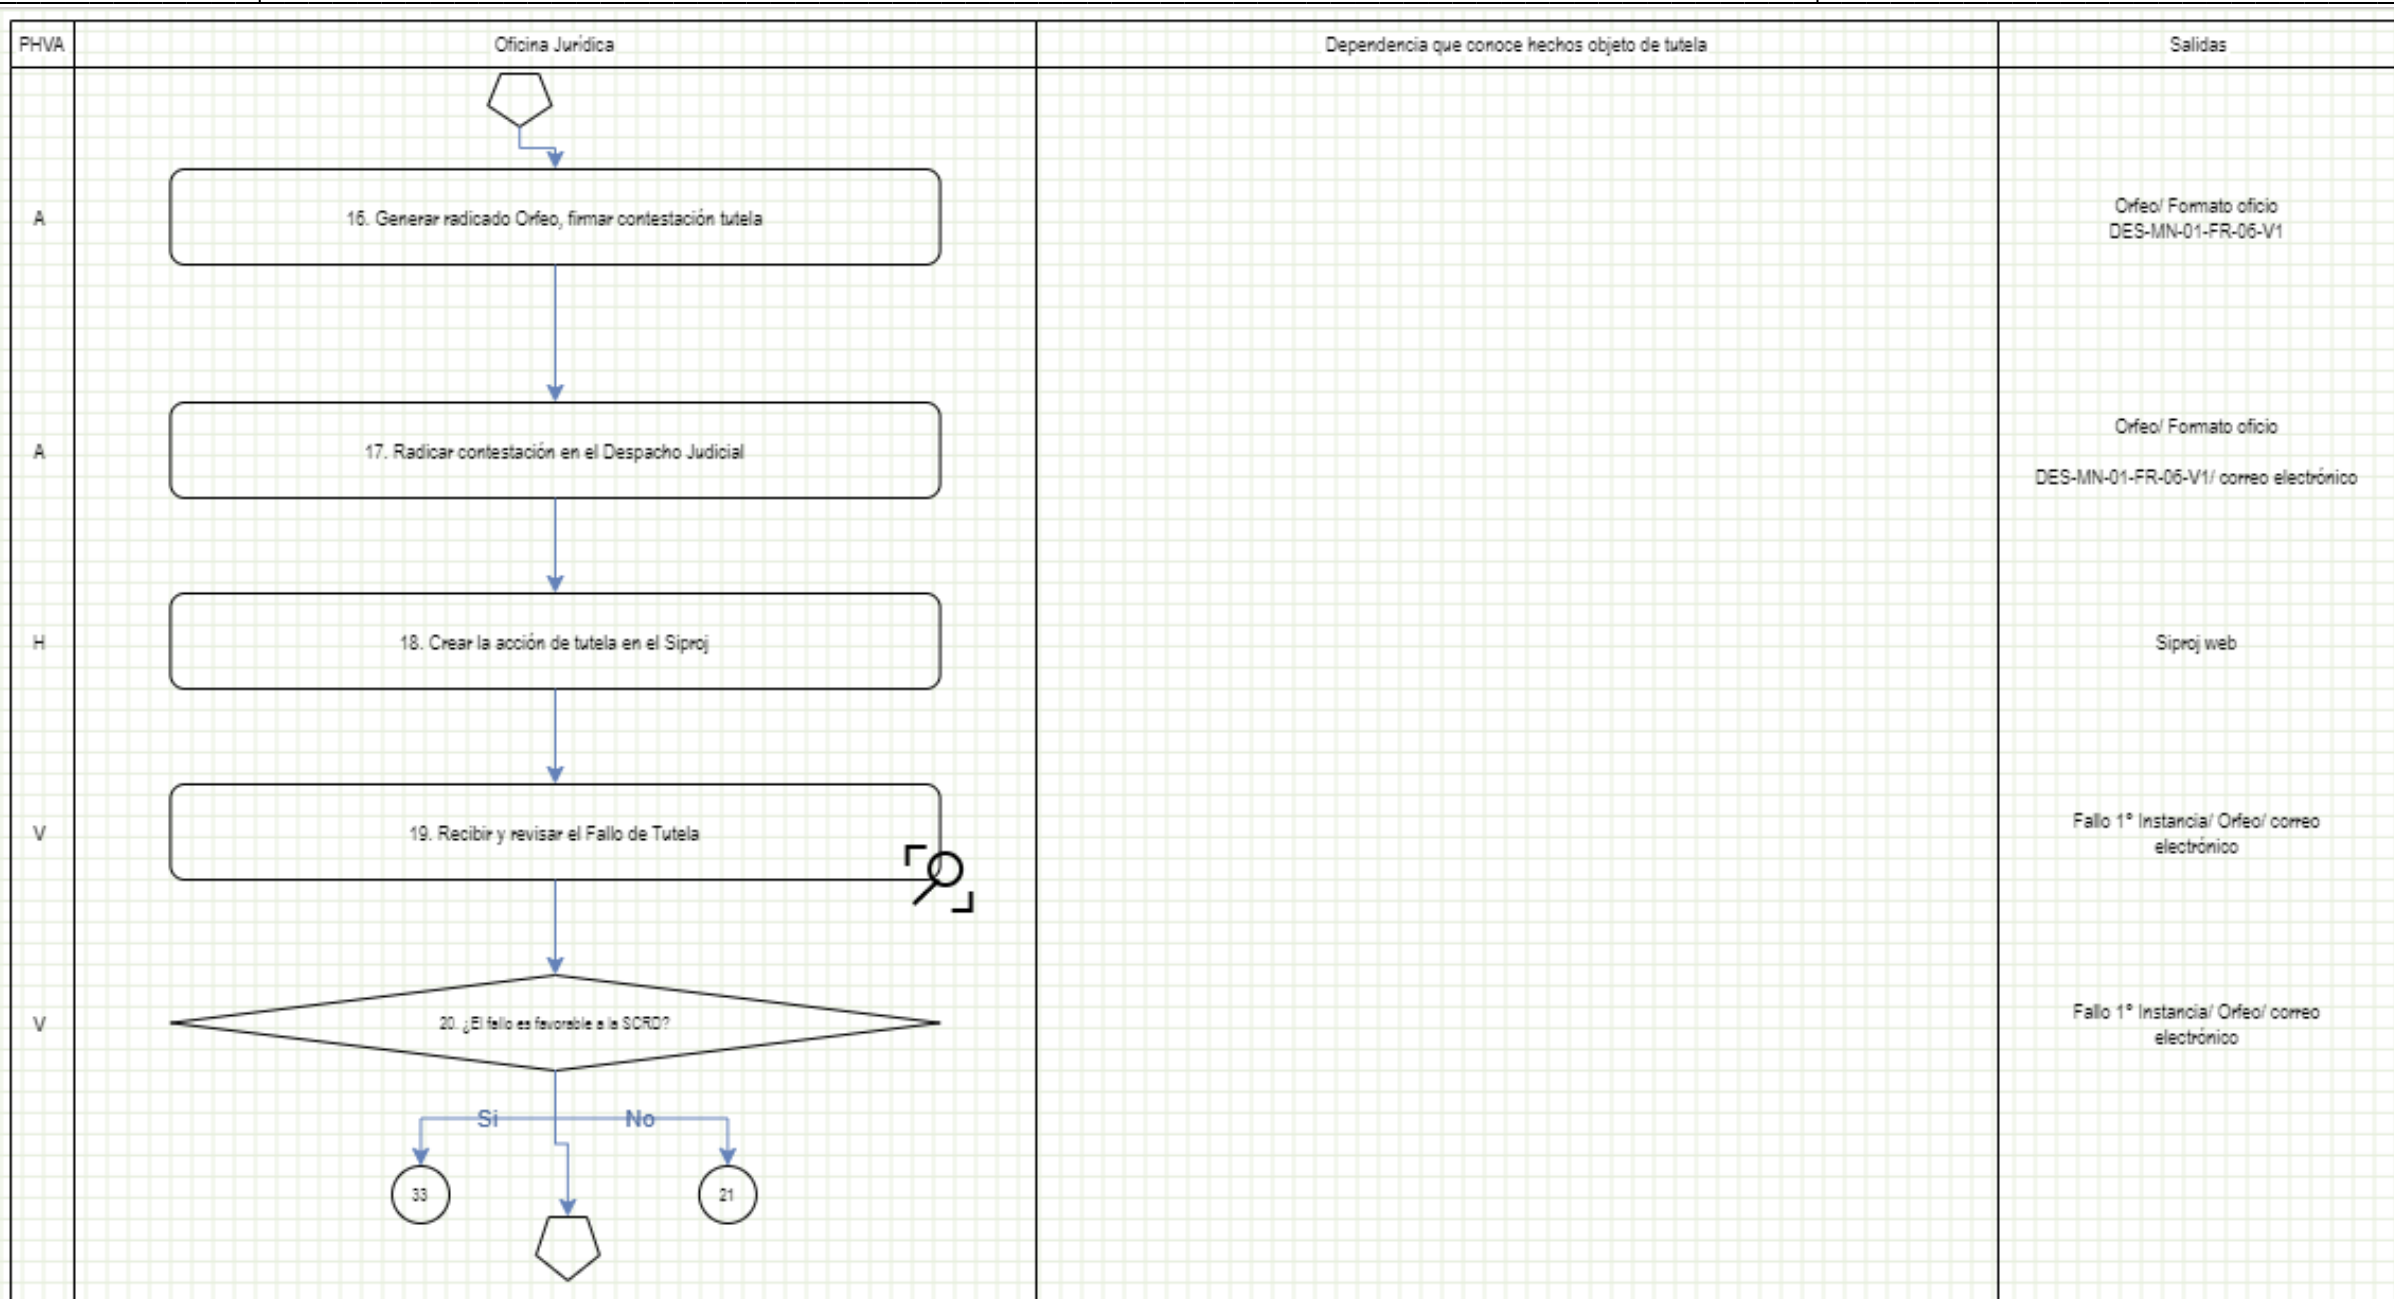 PHVA
Oficina Jurídica
Dependencia que conoce hechos objeto de tutela
Salidas
A
16. Generar radicado Orfeo, firmar contestación tutela
Orfeo/ Formato oficio
DES-MN-01-FR-06-V1
A
17. Radicar contestación en el Despacho Judicial
Orfeo/ Formato oficio
DES-MN-01-FR-06-V1/ correo electrónico
H
18. Crear la acción de tutela en el Siproj
Siproj web
V
19. Recibir y revisar el Fallo de Tutela
Fallo 1° Instancia/ Orfeo/ correo
electrónico
V
20. ¿El fallo es favorable a la SCRD?
Fallo 1° Instancia/ Orfeo/ correo
electrónico
Si
No
33
21